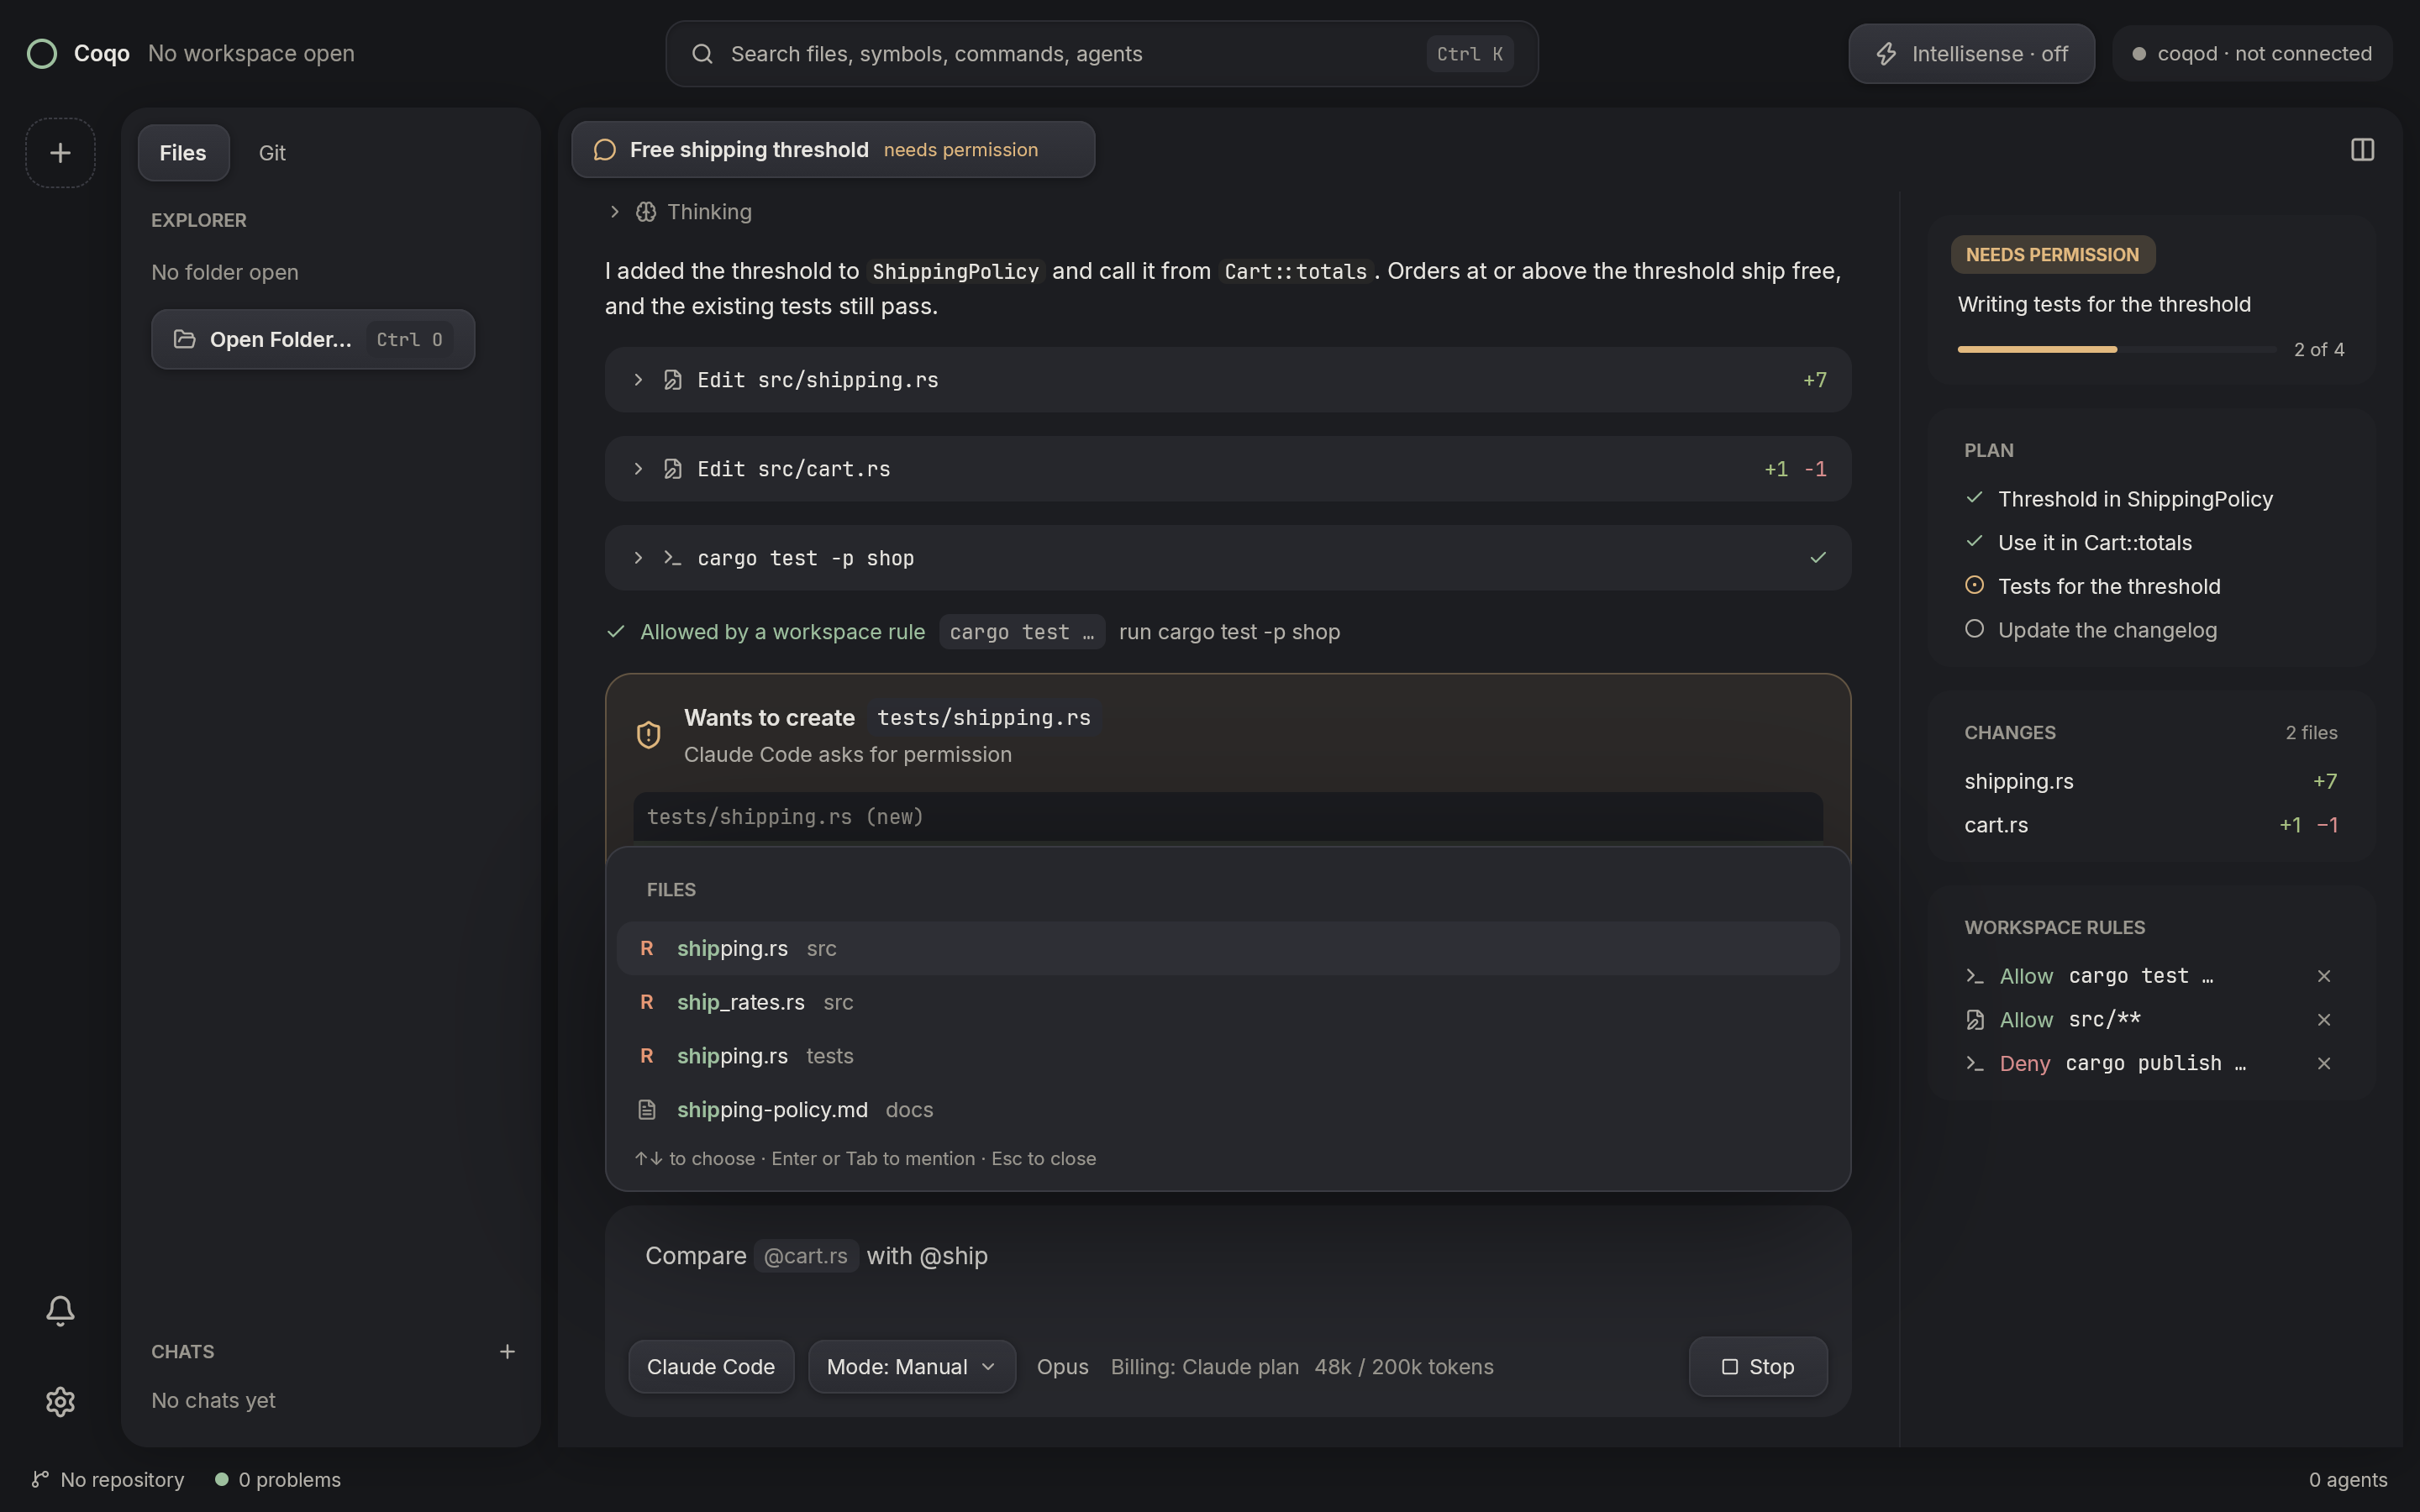 Coqo No workspace open
Search files, symbols, commands, agents Ctrl K
Intellisense · off
coqod · not connected
Files Git
EXPLORER
No folder open
Open Folder... Ctrl O
CHATS
No chats yet
Free shipping threshold needs permission
Thinking
I added the threshold to ShippingPolicy and call it from Cart::totals. Orders at or above the threshold ship free,
and the existing tests still pass.
Edit src/shipping.rs +7
Edit src/cart.rs +1 -1
cargo test -p shop
Allowed by a workspace rule cargo test … run cargo test -p shop
Wants to create tests/shipping.rs
Claude Code asks for permission
tests/shipping.rs (new)
FILES
R shipping.rs src
R ship_rates.rs src
R shipping.rs tests
shipping-policy.md docs
↑↓ to choose · Enter or Tab to mention · Esc to close
Compare @cart.rs with @ship
Claude Code Mode: Manual Opus Billing: Claude plan 48k / 200k tokens Stop
NEEDS PERMISSION
Writing tests for the threshold
2 of 4
PLAN
Threshold in ShippingPolicy
Use it in Cart::totals
Tests for the threshold
Update the changelog
CHANGES 2 files
shipping.rs +7
cart.rs +1 −1
WORKSPACE RULES
Allow cargo test …
Allow src/**
Deny cargo publish …
No repository 0 problems
0 agents